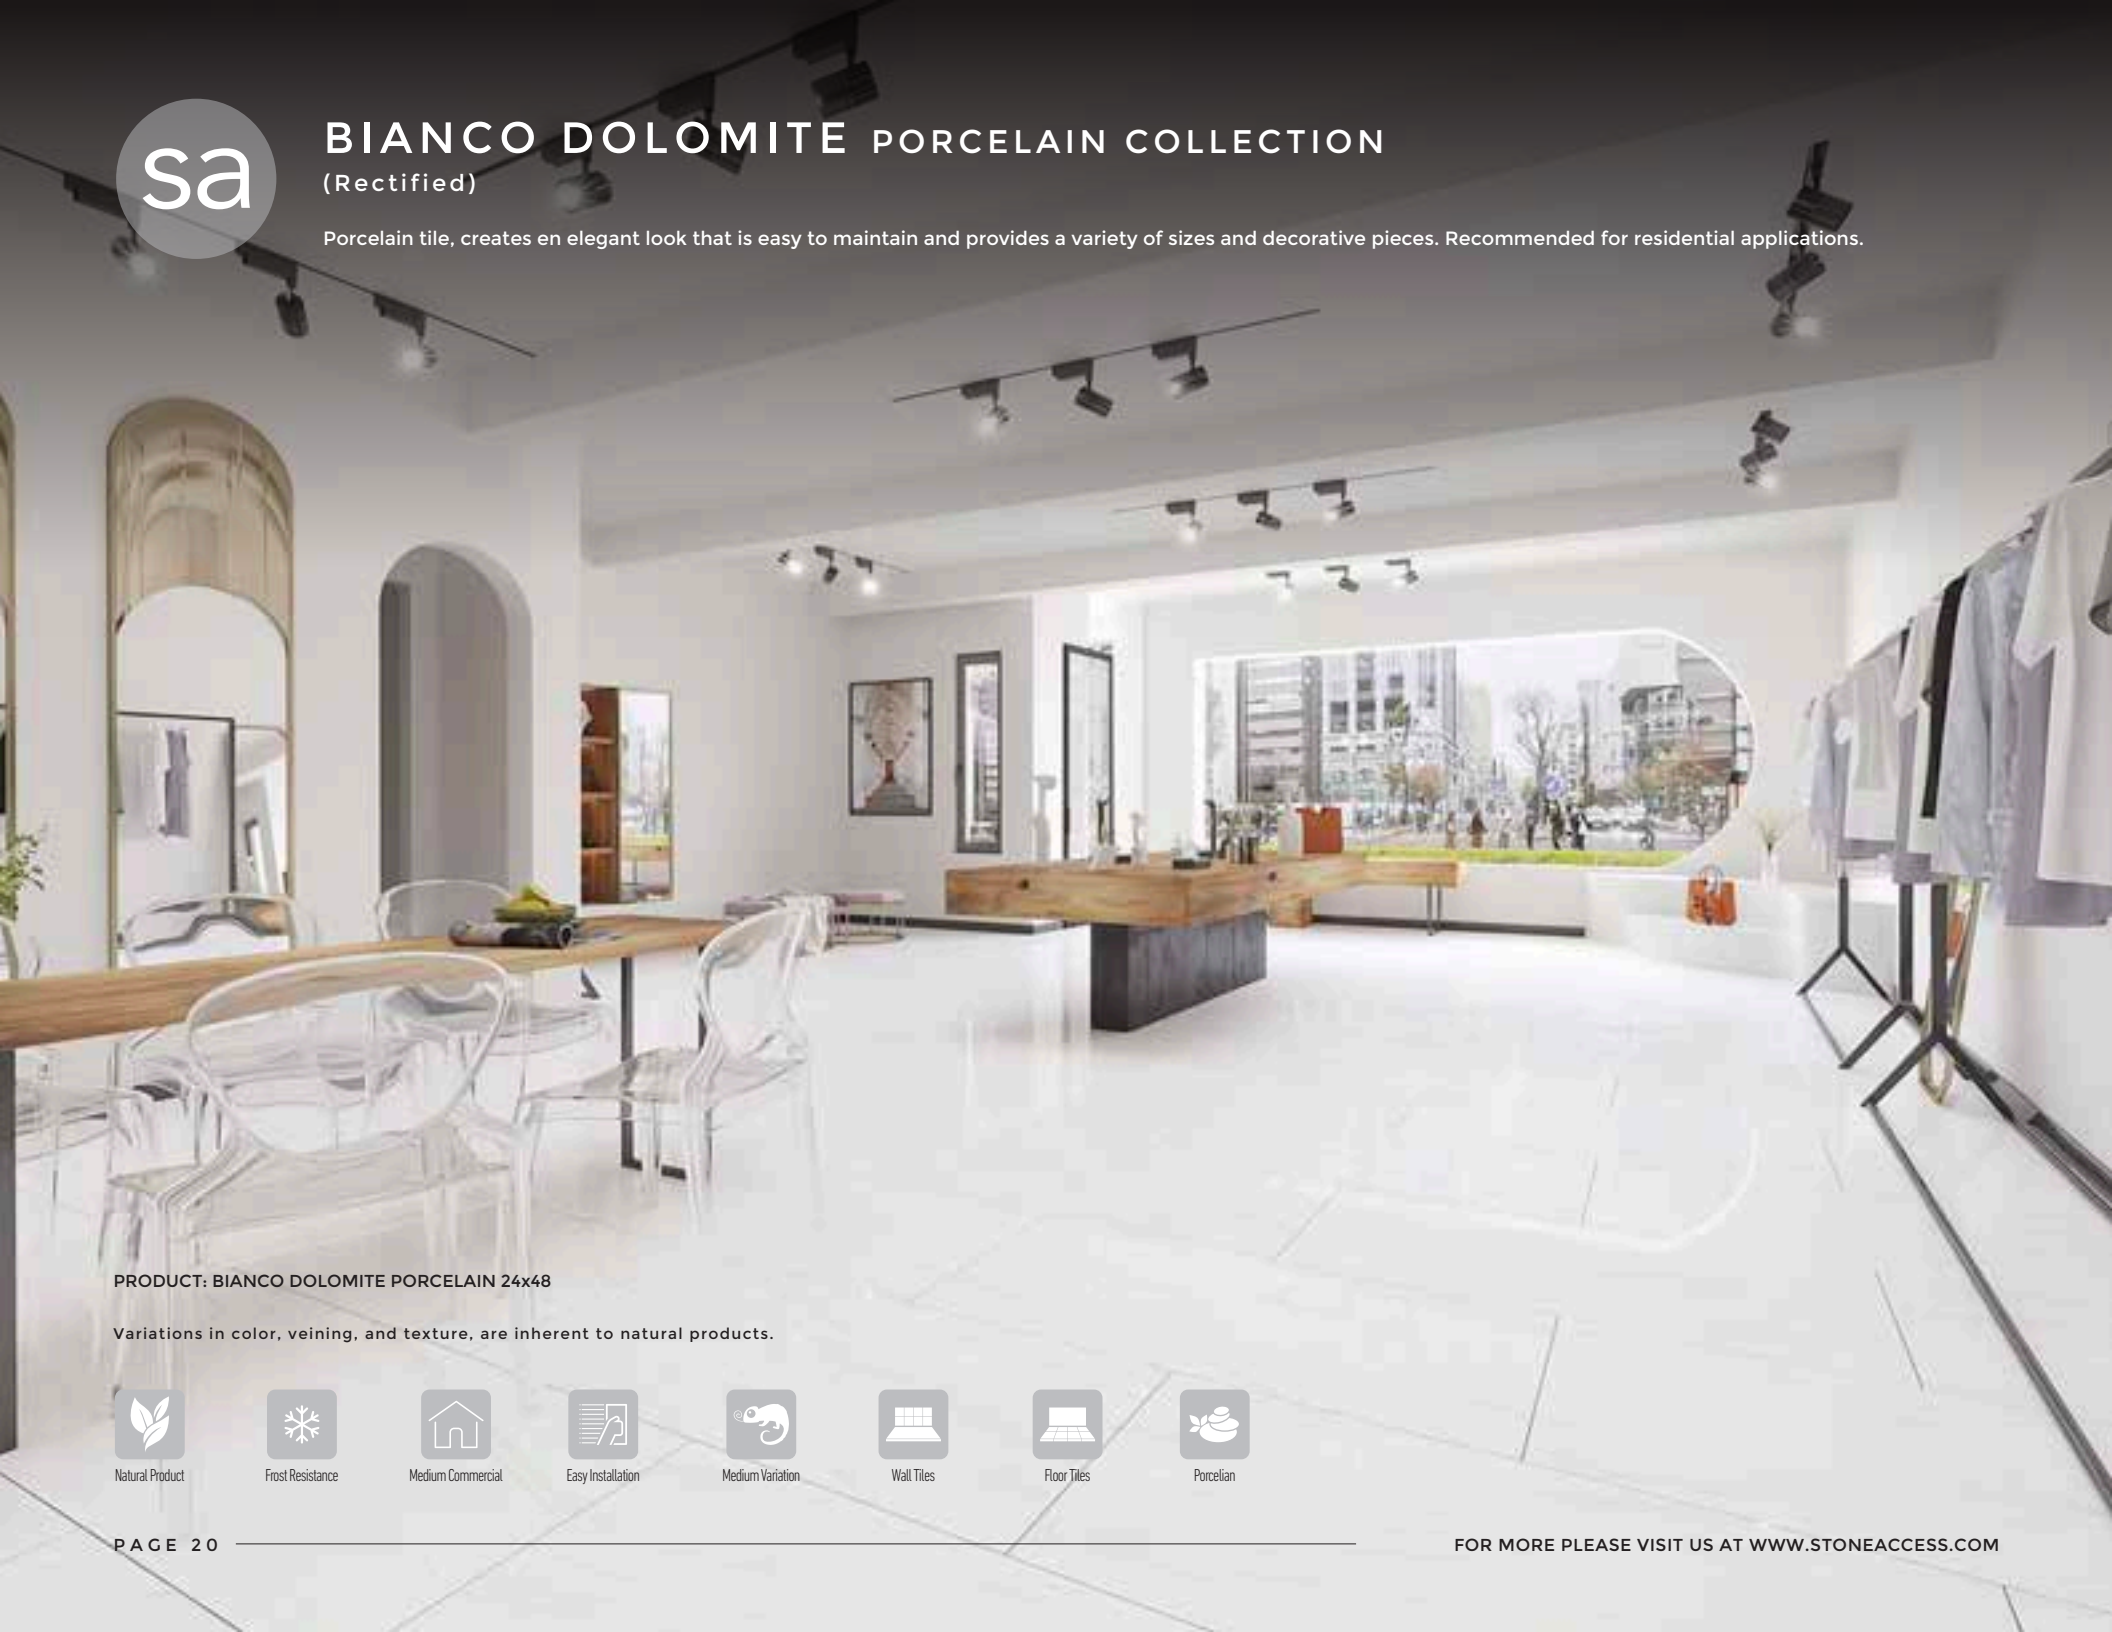 sa
BIANCO DOLOMITE PORCELAIN COLLECTION
(Rectified)
Porcelain tile, creates en elegant look that is easy to maintain and provides a variety of sizes and decorative pieces. Recommended for residential applications.
PRODUCT: BIANCO DOLOMITE PORCELAIN 24x48
Variations in color, veining, and texture, are inherent to natural products.
Natural Product
Frost Resistance
Medium Commercial
Easy Installation
Medium Variation
Wall Tiles
Floor Tiles
Porcelian
PAGE 20
FOR MORE PLEASE VISIT US AT WWW.STONEACCESS.COM